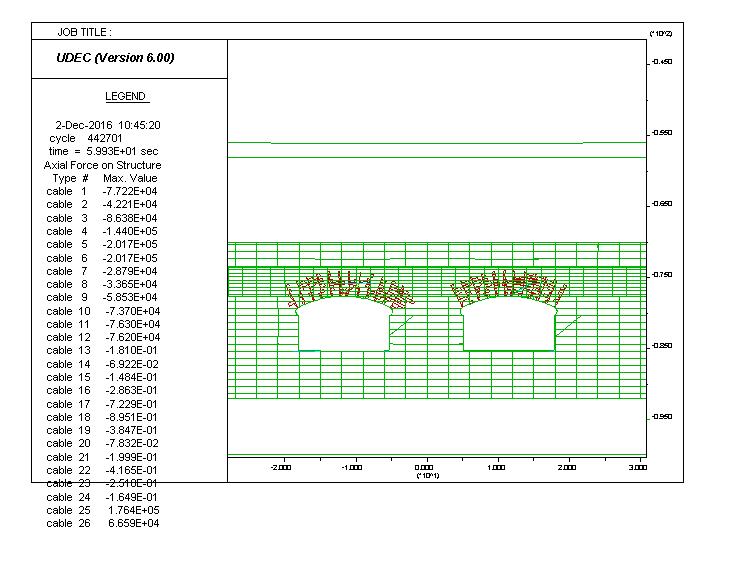 JOB TITLE :
UDEC (Version 6.00)
LEGEND
2-Dec-2016 10:45:20
cycle 442701
time = 5.993E+01 sec
Axial Force on Structure
Type # Max. Value
cable 1 -7.722E+04
cable 2 -4.221E+04
cable 3 -8.638E+04
cable 4 -1.440E+05
cable 5 -2.017E+05
cable 6 -2.017E+05
cable 7 -2.879E+04
cable 8 -3.365E+04
cable 9 -5.853E+04
cable 10 -7.370E+04
cable 11 -7.630E+04
cable 12 -7.620E+04
cable 13 -1.810E-01
cable 14 -6.922E-02
cable 15 -1.484E-01
cable 16 -2.863E-01
cable 17 -7.229E-01
cable 18 -8.951E-01
cable 19 -3.847E-01
cable 20 -7.832E-02
cable 21 -1.999E-01
cable 22 -4.165E-01
cable 23 -2.510E-01
cable 24 -1.649E-01
cable 25 1.764E+05
cable 26 6.659E+04
(*10^2)
-0.450
-0.550
-0.650
-0.750
-0.850
-0.950
-2.000 -1.000 0.000 1.000 2.000 3.000
(*10^1)